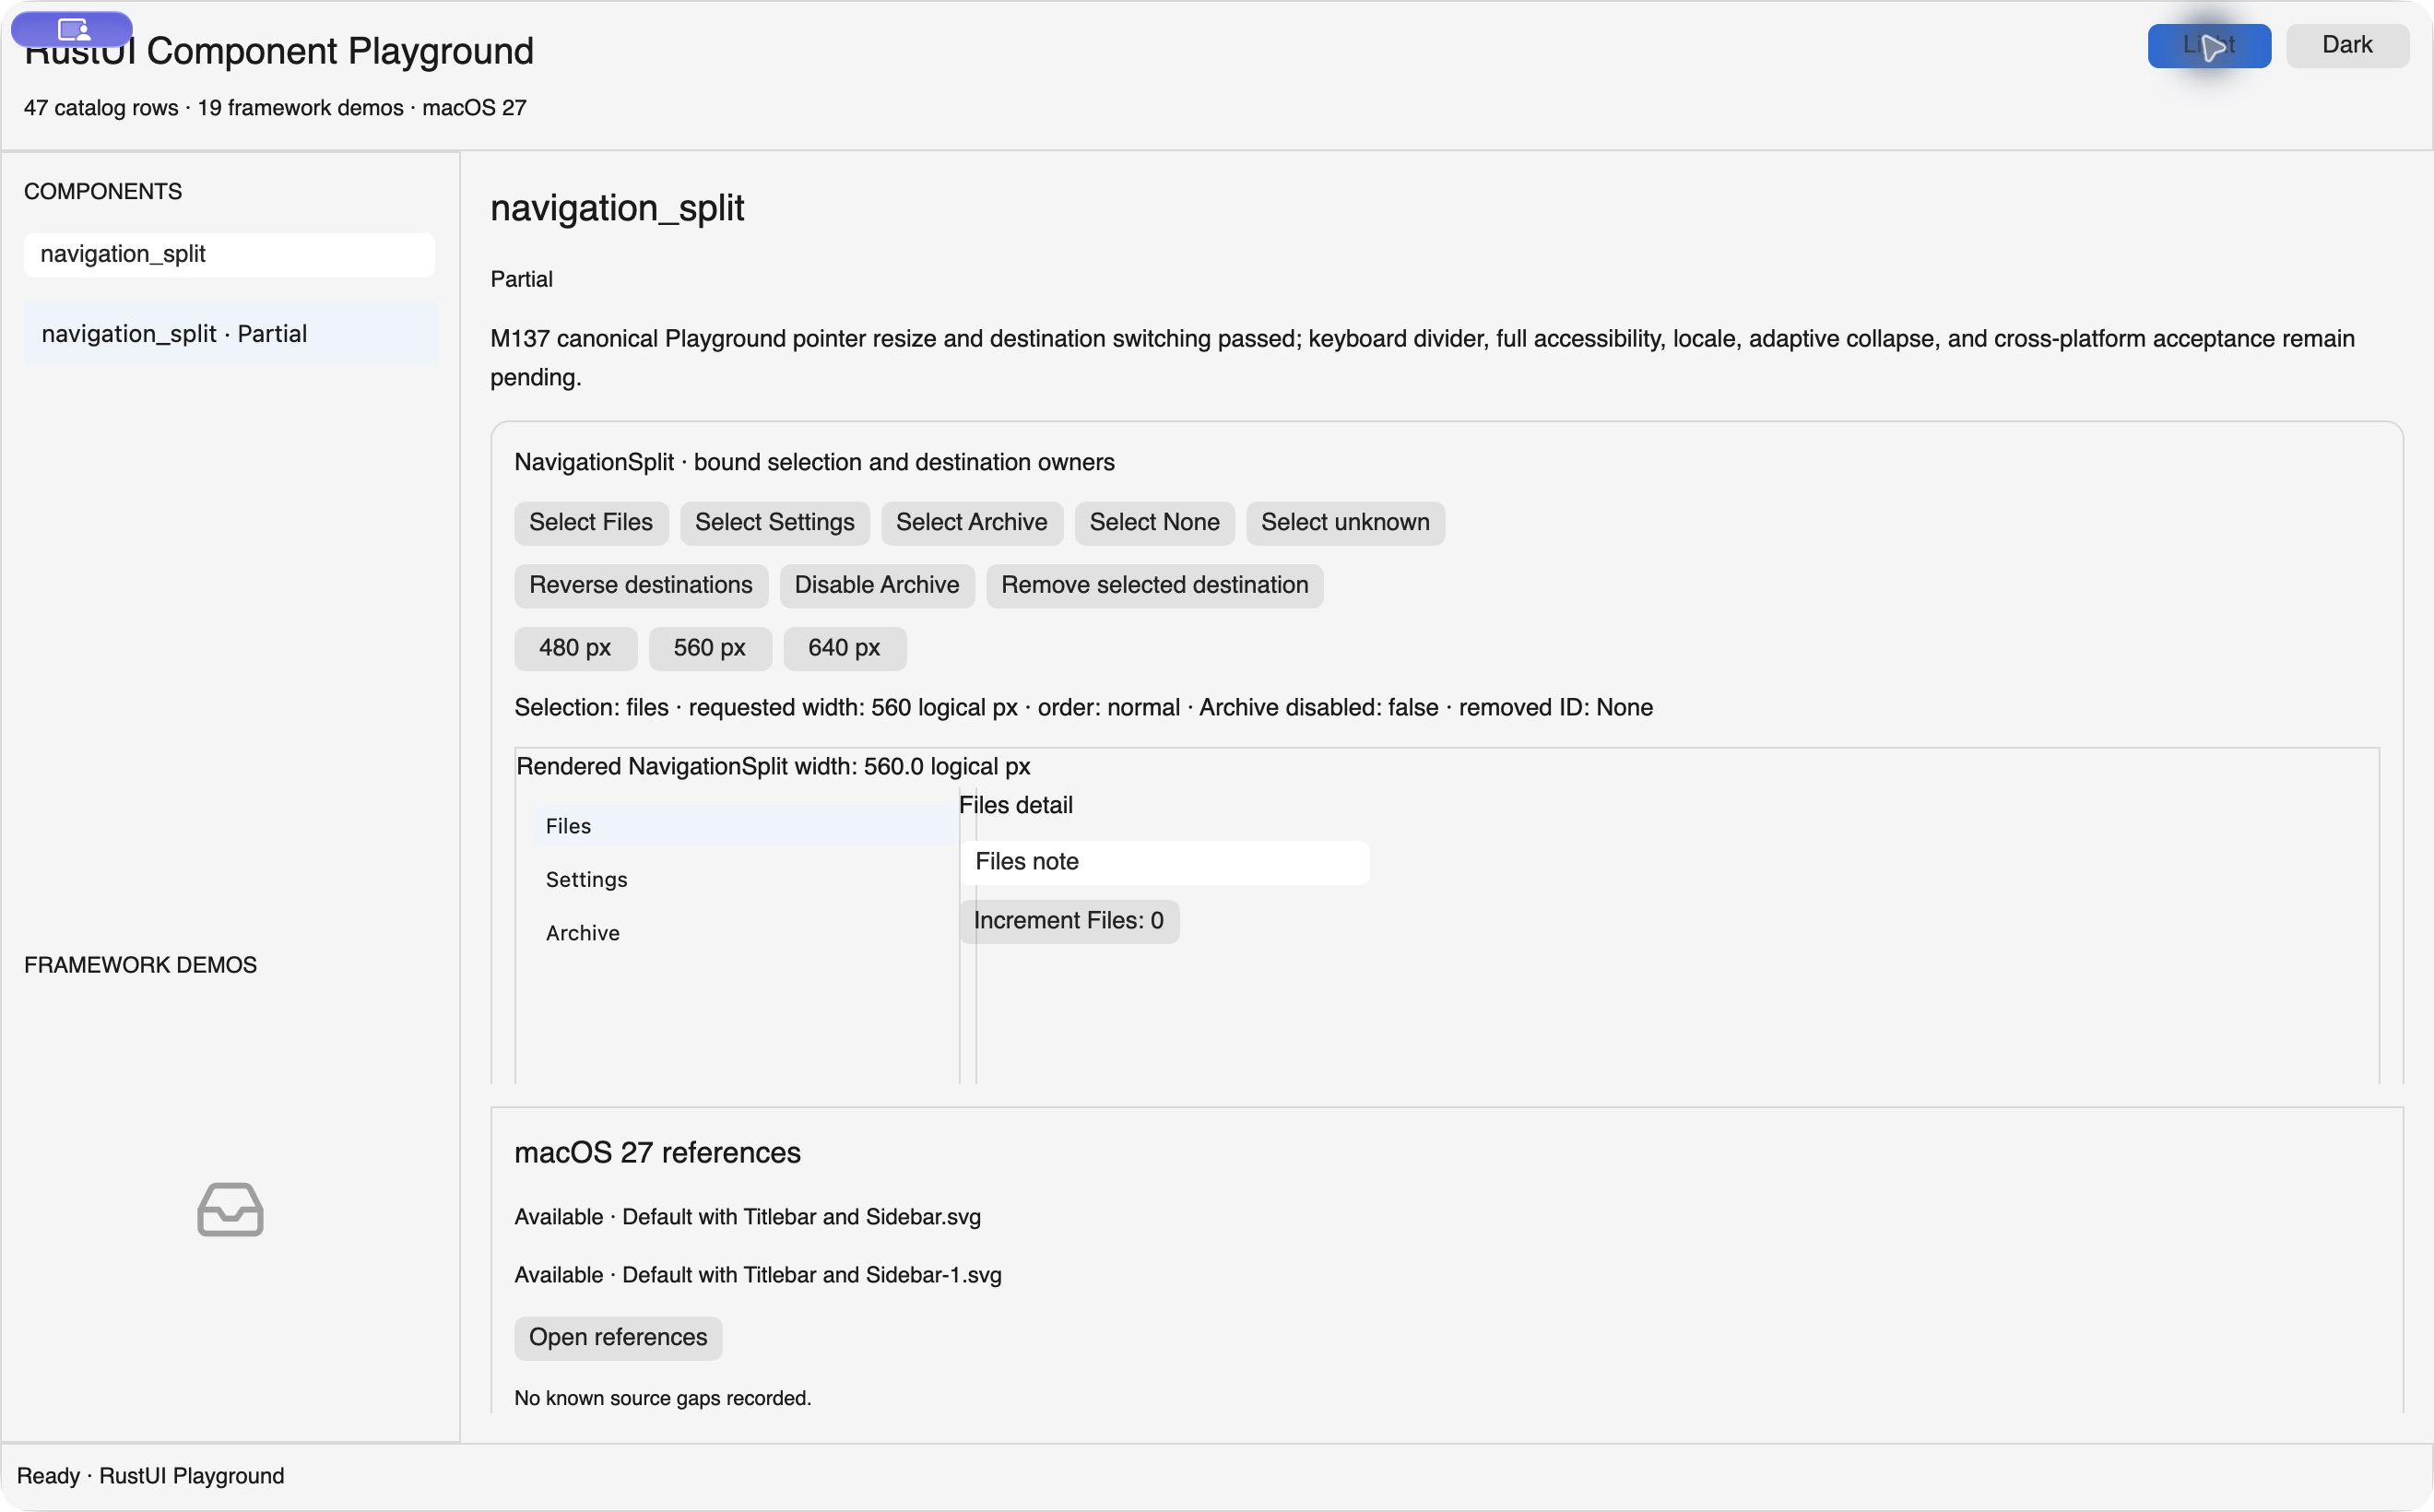 RustUI Component Playground
Light
Dark
47 catalog rows · 19 framework demos · macOS 27
COMPONENTS
navigation_split
navigation_split · Partial
FRAMEWORK DEMOS
navigation_split
Partial
M137 canonical Playground pointer resize and destination switching passed; keyboard divider, full accessibility, locale, adaptive collapse, and cross-platform acceptance remain
pending.
NavigationSplit · bound selection and destination owners
Select Files
Select Settings
Select Archive
Select None
Select unknown
Reverse destinations
Disable Archive
Remove selected destination
480 px
560 px
640 px
Selection: files · requested width: 560 logical px · order: normal · Archive disabled: false · removed ID: None
Rendered NavigationSplit width: 560.0 logical px
Files
Settings
Archive
Files detail
Files note
Increment Files: 0
macOS 27 references
Available · Default with Titlebar and Sidebar.svg
Available · Default with Titlebar and Sidebar-1.svg
Open references
No known source gaps recorded.
Ready · RustUI Playground